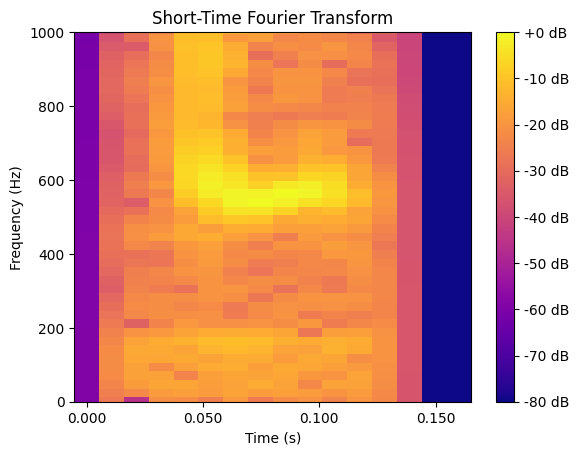 Short-Time Fourier Transform
1000
800
600
400
200
0
Frequency (Hz)
0.000
0.050
0.100
0.150
Time (s)
+0 dB
-10 dB
-20 dB
-30 dB
-40 dB
-50 dB
-60 dB
-70 dB
-80 dB